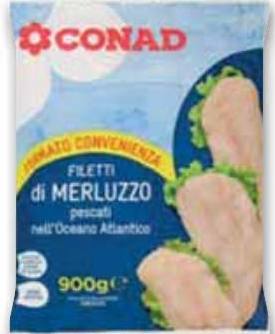 CONAD
FORMATO CONVENIENZA
FILETTI
di MERLUZZO
pescati
nell'Oceano Atlantico
900g e